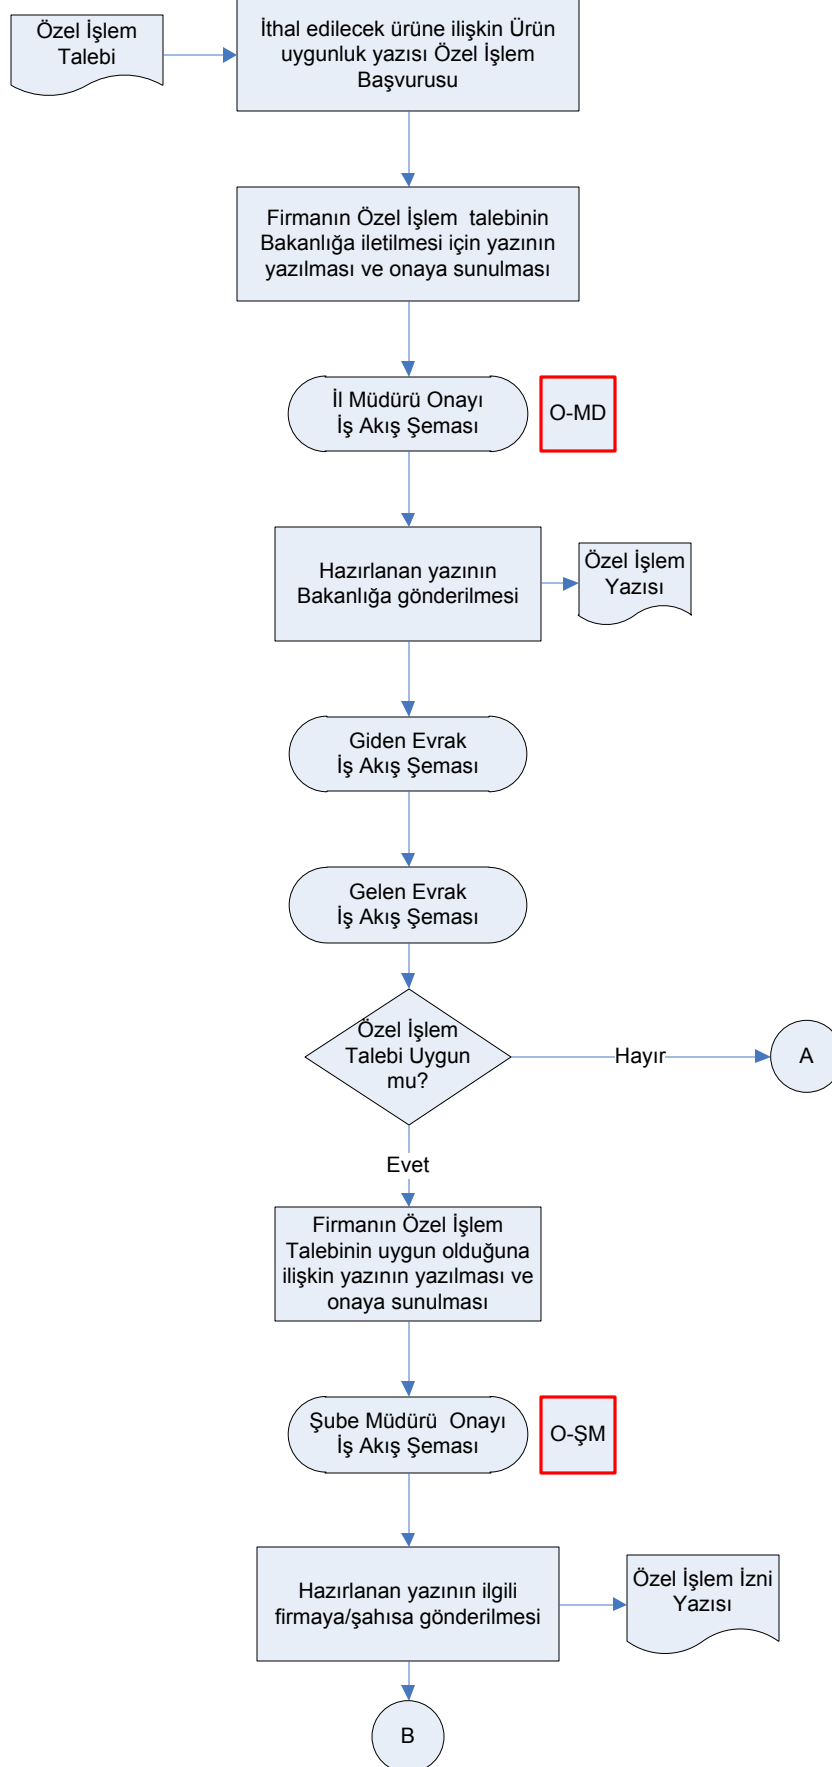 Özel İşlem
Talebi
İthal edilecek ürüne ilişkin Ürün
uygunluk yazısı Özel İşlem
Başvurusu
Firmanın Özel İşlem  talebinin
Bakanlığa iletilmesi için yazının
yazılması ve onaya sunulması
İl Müdürü Onayı
İş Akış Şeması
O-MD
Hazırlanan yazının
Bakanlığa gönderilmesi
Özel İşlem
Yazısı
Giden Evrak
İş Akış Şeması
Gelen Evrak
İş Akış Şeması
Özel İşlem
Talebi Uygun
mu?
Hayır
A
Evet
Firmanın Özel İşlem
Talebinin uygun olduğuna
ilişkin yazının yazılması ve
onaya sunulması
Şube Müdürü  Onayı
İş Akış Şeması
O-ŞM
Hazırlanan yazının ilgili
firmaya/şahısa gönderilmesi
Özel İşlem İzni
Yazısı
B